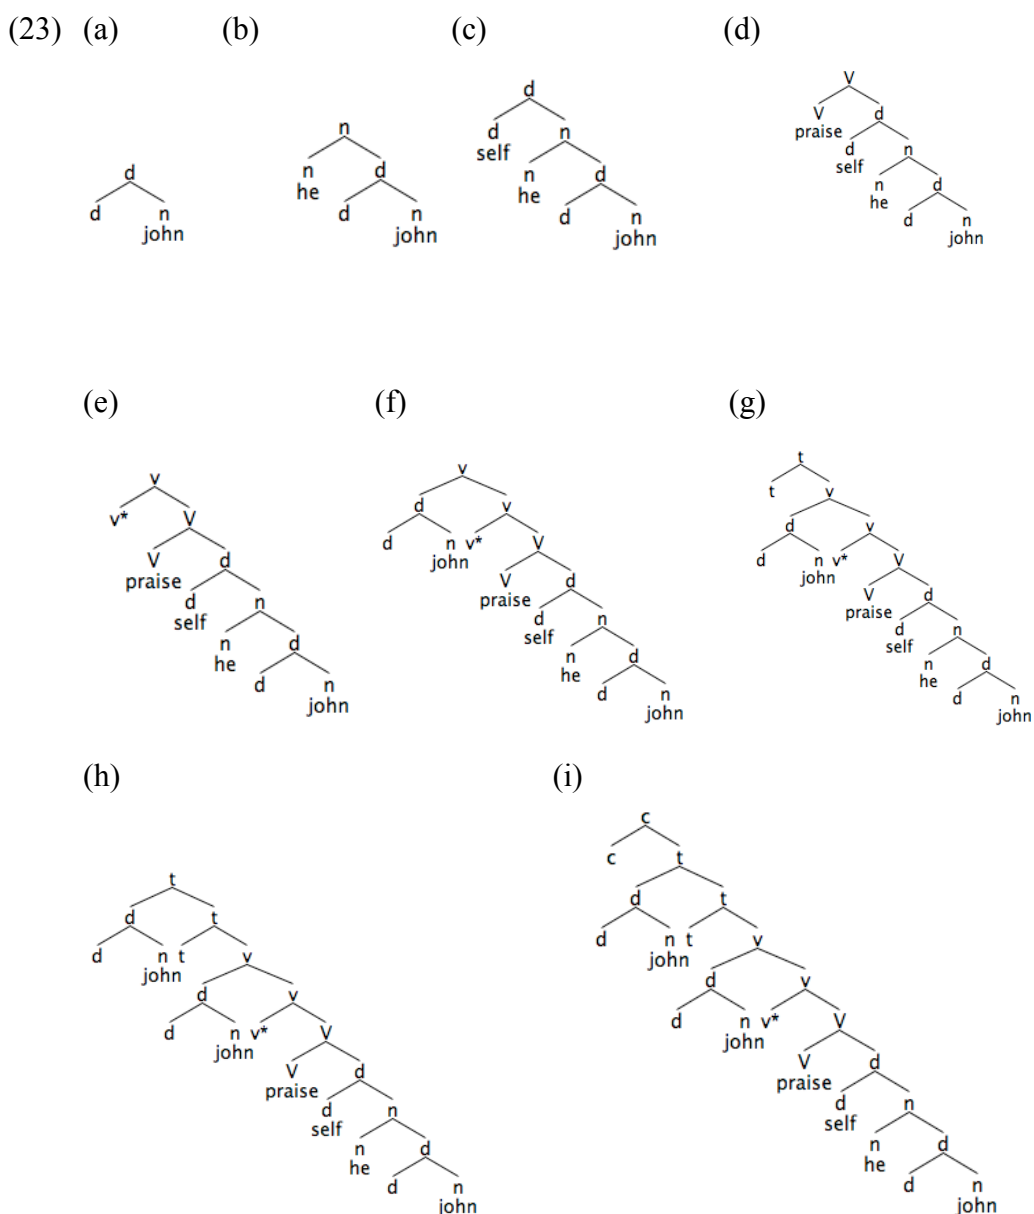 (23) (a) (b) (c) (d)
d
d n
john
n
n d
he
d n
john
d
d n
self
n d
he
d n
john
V
V d
praise
d n
self
n d
he
d n
john
(e) (f) (g)
v
v* V
V d
praise
d n
self
n d
he
d n
john
v
d v
d n v* V
john
V d
praise
d n
self
n d
he
d n
john
t
t v
d v
d n v* V
john
V d
praise
d n
self
n d
he
d n
john
(h) (i)
t
d t
d n t v
john
d v
d n v* V
john
V d
praise
d n
self
n d
he
d n
john
c
c t
d t
d n t v
john
d v
d n v* V
john
V d
praise
d n
self
n d
he
d n
john